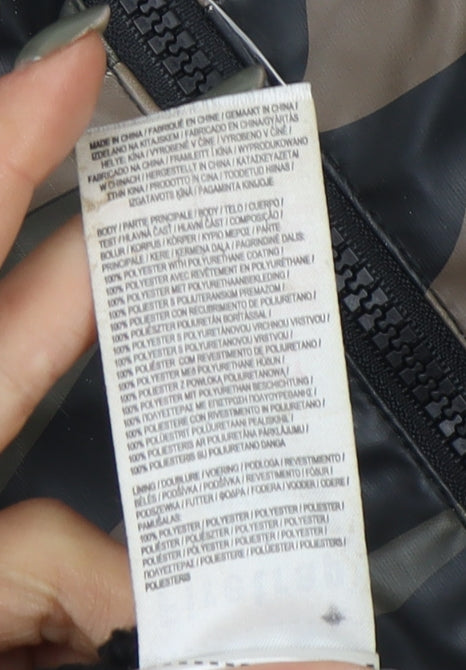 MADE IN CHINA / FABRIQUÉ EN CHINE / GEMAAKT IN CHINA /
IZDELANO NA KITAJSKEM / FABRICADO EN CHINA/GYÁRTÁS
HELYE: KÍNA / VYROBENÉ V ČÍNE / VYROBENO V ČÍNĚ /
FABRICADO NA CHINA / FRAMLEITT Í KÍNA / WYPRODUKOWANO
W CHINACH / HERGESTELLT IN CHINA /
ΣΤΗΝ ΚΙΝΑ / PRODOTTO IN CINA / TOODETUD HIINAS /
IZGATAVOTS ĶĪNĀ / PAGAMINTA KINIJOJE
BODY / PARTIE PRINCIPALE / BODY / TELO / CUERPO /
TEST / HLAVNÁ ČASŤ / HLAVNÍ ČÁST / COMPOSIÇÃO /
BOLUR / KORPUS / KÖRPER / ΚΥΡΙΟ ΜΕΡΟΣ / PARTE
PRINCIPALE / KERE / ĶERMEŅA DAĻA / PAGRINDINĖ DALIS:
100% POLYESTER WITH POLYURETHANE COATING /
100% POLYESTER AVEC REVÊTEMENT EN POLYURÉTHANE /
100% POLYESTER MET POLYURETHAANBEKLEDING /
100% POLIESTER S POLIURETANSKIM PREMAZOM /
100% POLIÉSTER CON RECUBRIMIENTO DE POLIURETANO /
100% POLIÉSZTER POLIURETÁN BORÍTÁSSAL /
100% POLYESTER S POLYURETÁNOVOU VRCHNOU VRSTVOU /
100% POLYESTER S POLYURETANOVOU VRSTVOU /
100% POLIÉSTER COM REVESTIMENTO DE POLIURETANO /
100% POLÝESTER MEÐ POLYURETHANE HÚÐUN /
100% POLIESTER Z POWŁOKĄ POLIURETANOWĄ /
100% POLYESTER MIT POLYURETHAN BESCHICHTUNG /
100% ΠΟΛΥΕΣΤΕΡΑΣ ΜΕ ΕΠΙΣΤΡΩΣΗ ΠΟΛΥΟΥΡΕΘΑΝΗΣ /
100% POLIESTERE CON RIVESTIMENTO IN POLIURETANO /
100% POLÜESTRIST POLÜURETAANI PEALISKIHIL /
100% POLIESTERIS AR POLIURETĀNA PĀRKLĀJUMU /
100% POLIESTERIS SU POLIURETANO DANGA
LINING / DOUBLURE / VOERING / PODLOGA / REVESTIMIENTO /
BÉLÉS / PODŠÍVKA / PODŠÍVKA / REVESTIMENTO / FÓÐUR /
PODSZEWKA / FUTTER / ΦΟΔΡΑ / FODERA / VOODER / ODERE /
PAMUŠALAS:
100% POLYESTER / POLYESTER / POLYESTER / POLIESTER /
POLIÉSTER / POLIÉSZTER / POLYESTER / POLYESTER /
POLIÉSTER / PÓLÝESTER / POLIESTER / POLYESTER /
ΠΟΛΥΕΣΤΕΡΑΣ / POLIESTERE / POLÜESTER / POLIESTERIS /
POLIESTERIS